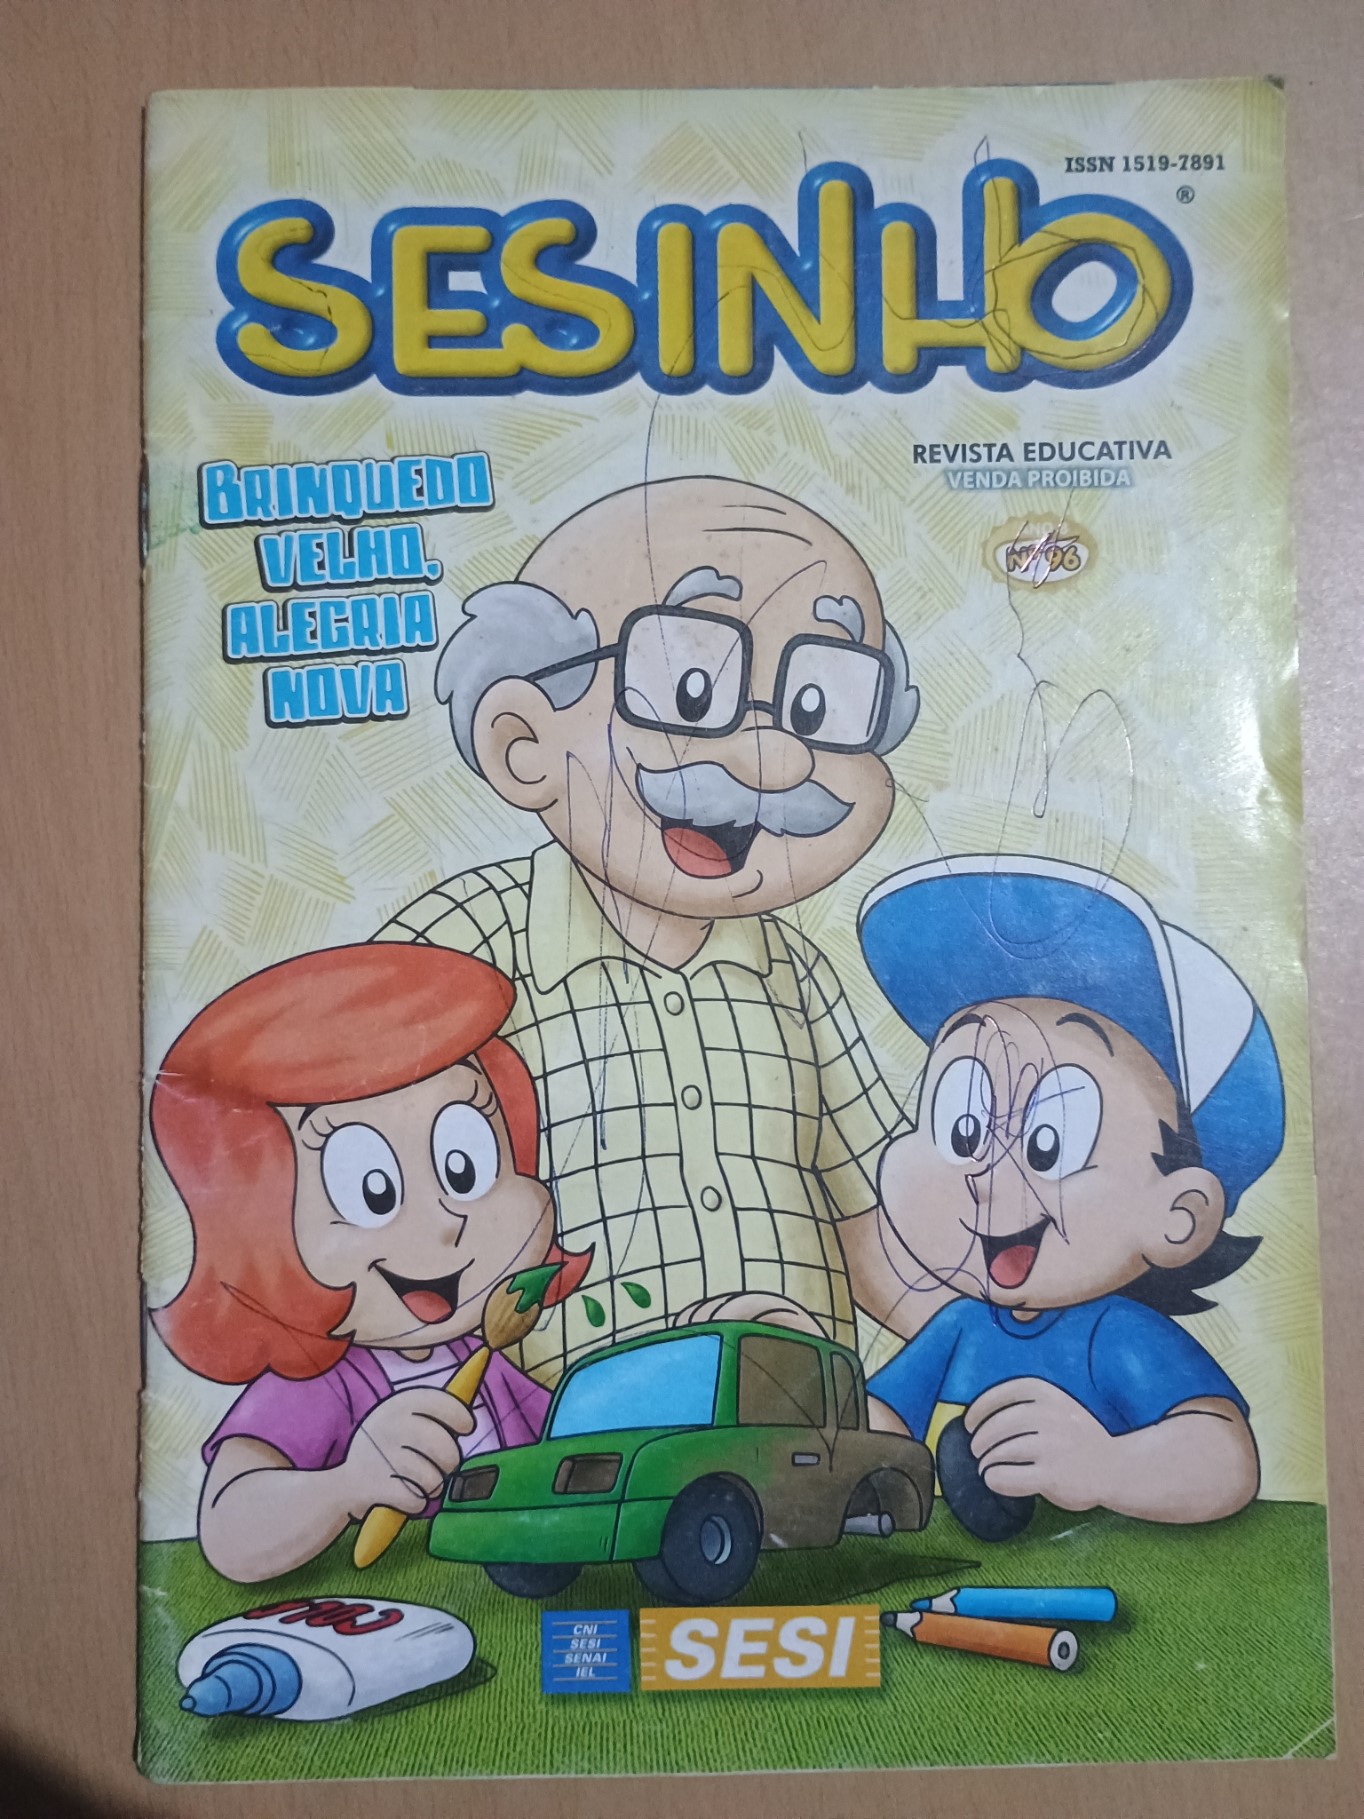 ISSN 1519-7891
SESINHO
®
REVISTA EDUCATIVA
VENDA PROIBIDA
BRINQUEDO
VELHO,
ALEGRIA
NOVA
Nº 96
COLA
CNI
SESI
SENAI
IEL
SESI